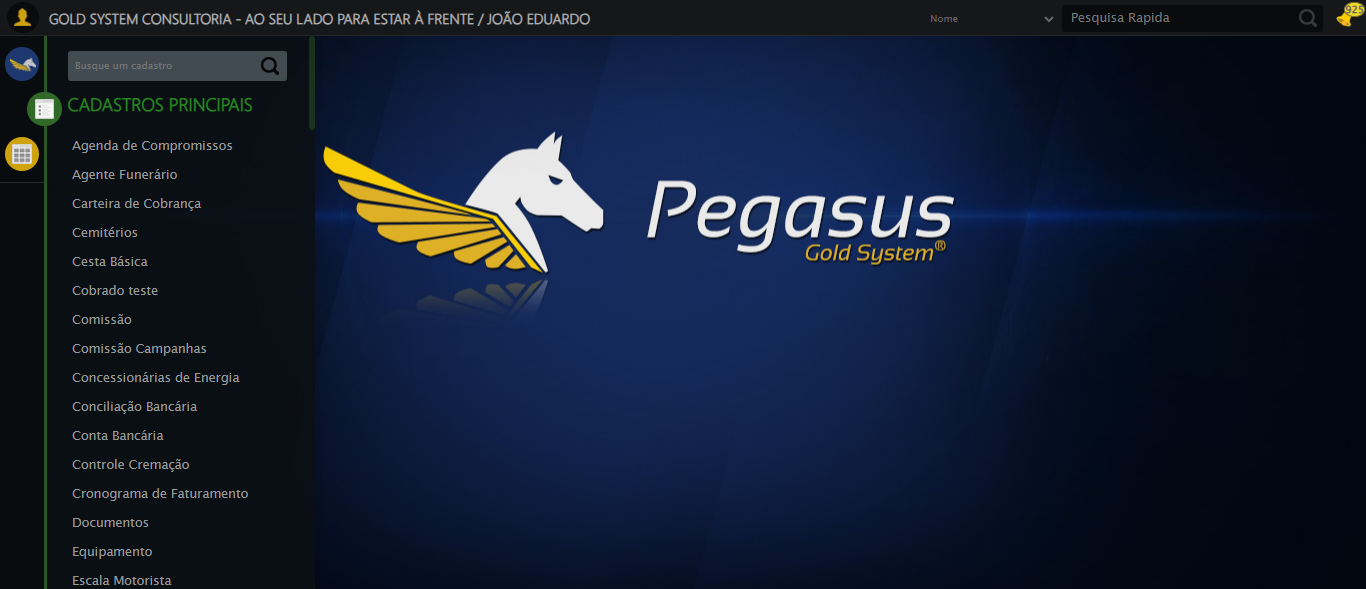 GOLD SYSTEM CONSULTORIA - AO SEU LADO PARA ESTAR À FRENTE / JOÃO EDUARDO
Nome
Pesquisa Rapida
925
Busque um cadastro
CADASTROS PRINCIPAIS
Agenda de Compromissos
Agente Funerário
Carteira de Cobrança
Cemitérios
Cesta Básica
Cobrado teste
Comissão
Comissão Campanhas
Concessionárias de Energia
Conciliação Bancária
Conta Bancária
Controle Cremação
Cronograma de Faturamento
Documentos
Equipamento
Escala Motorista
Pegasus
Gold System®